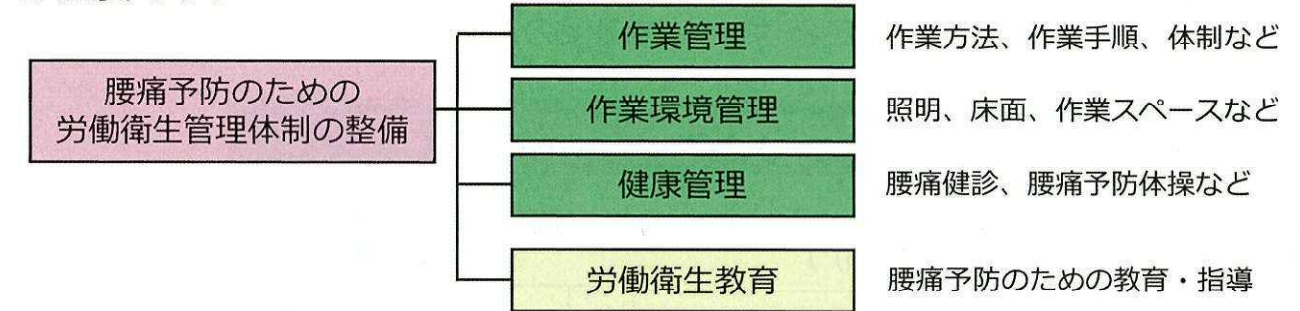 腰痛予防のための
労働衛生管理体制の整備
作業管理
作業方法、作業手順、体制など
作業環境管理
照明、床面、作業スペースなど
健康管理
腰痛健診、腰痛予防体操など
労働衛生教育
腰痛予防のための教育・指導